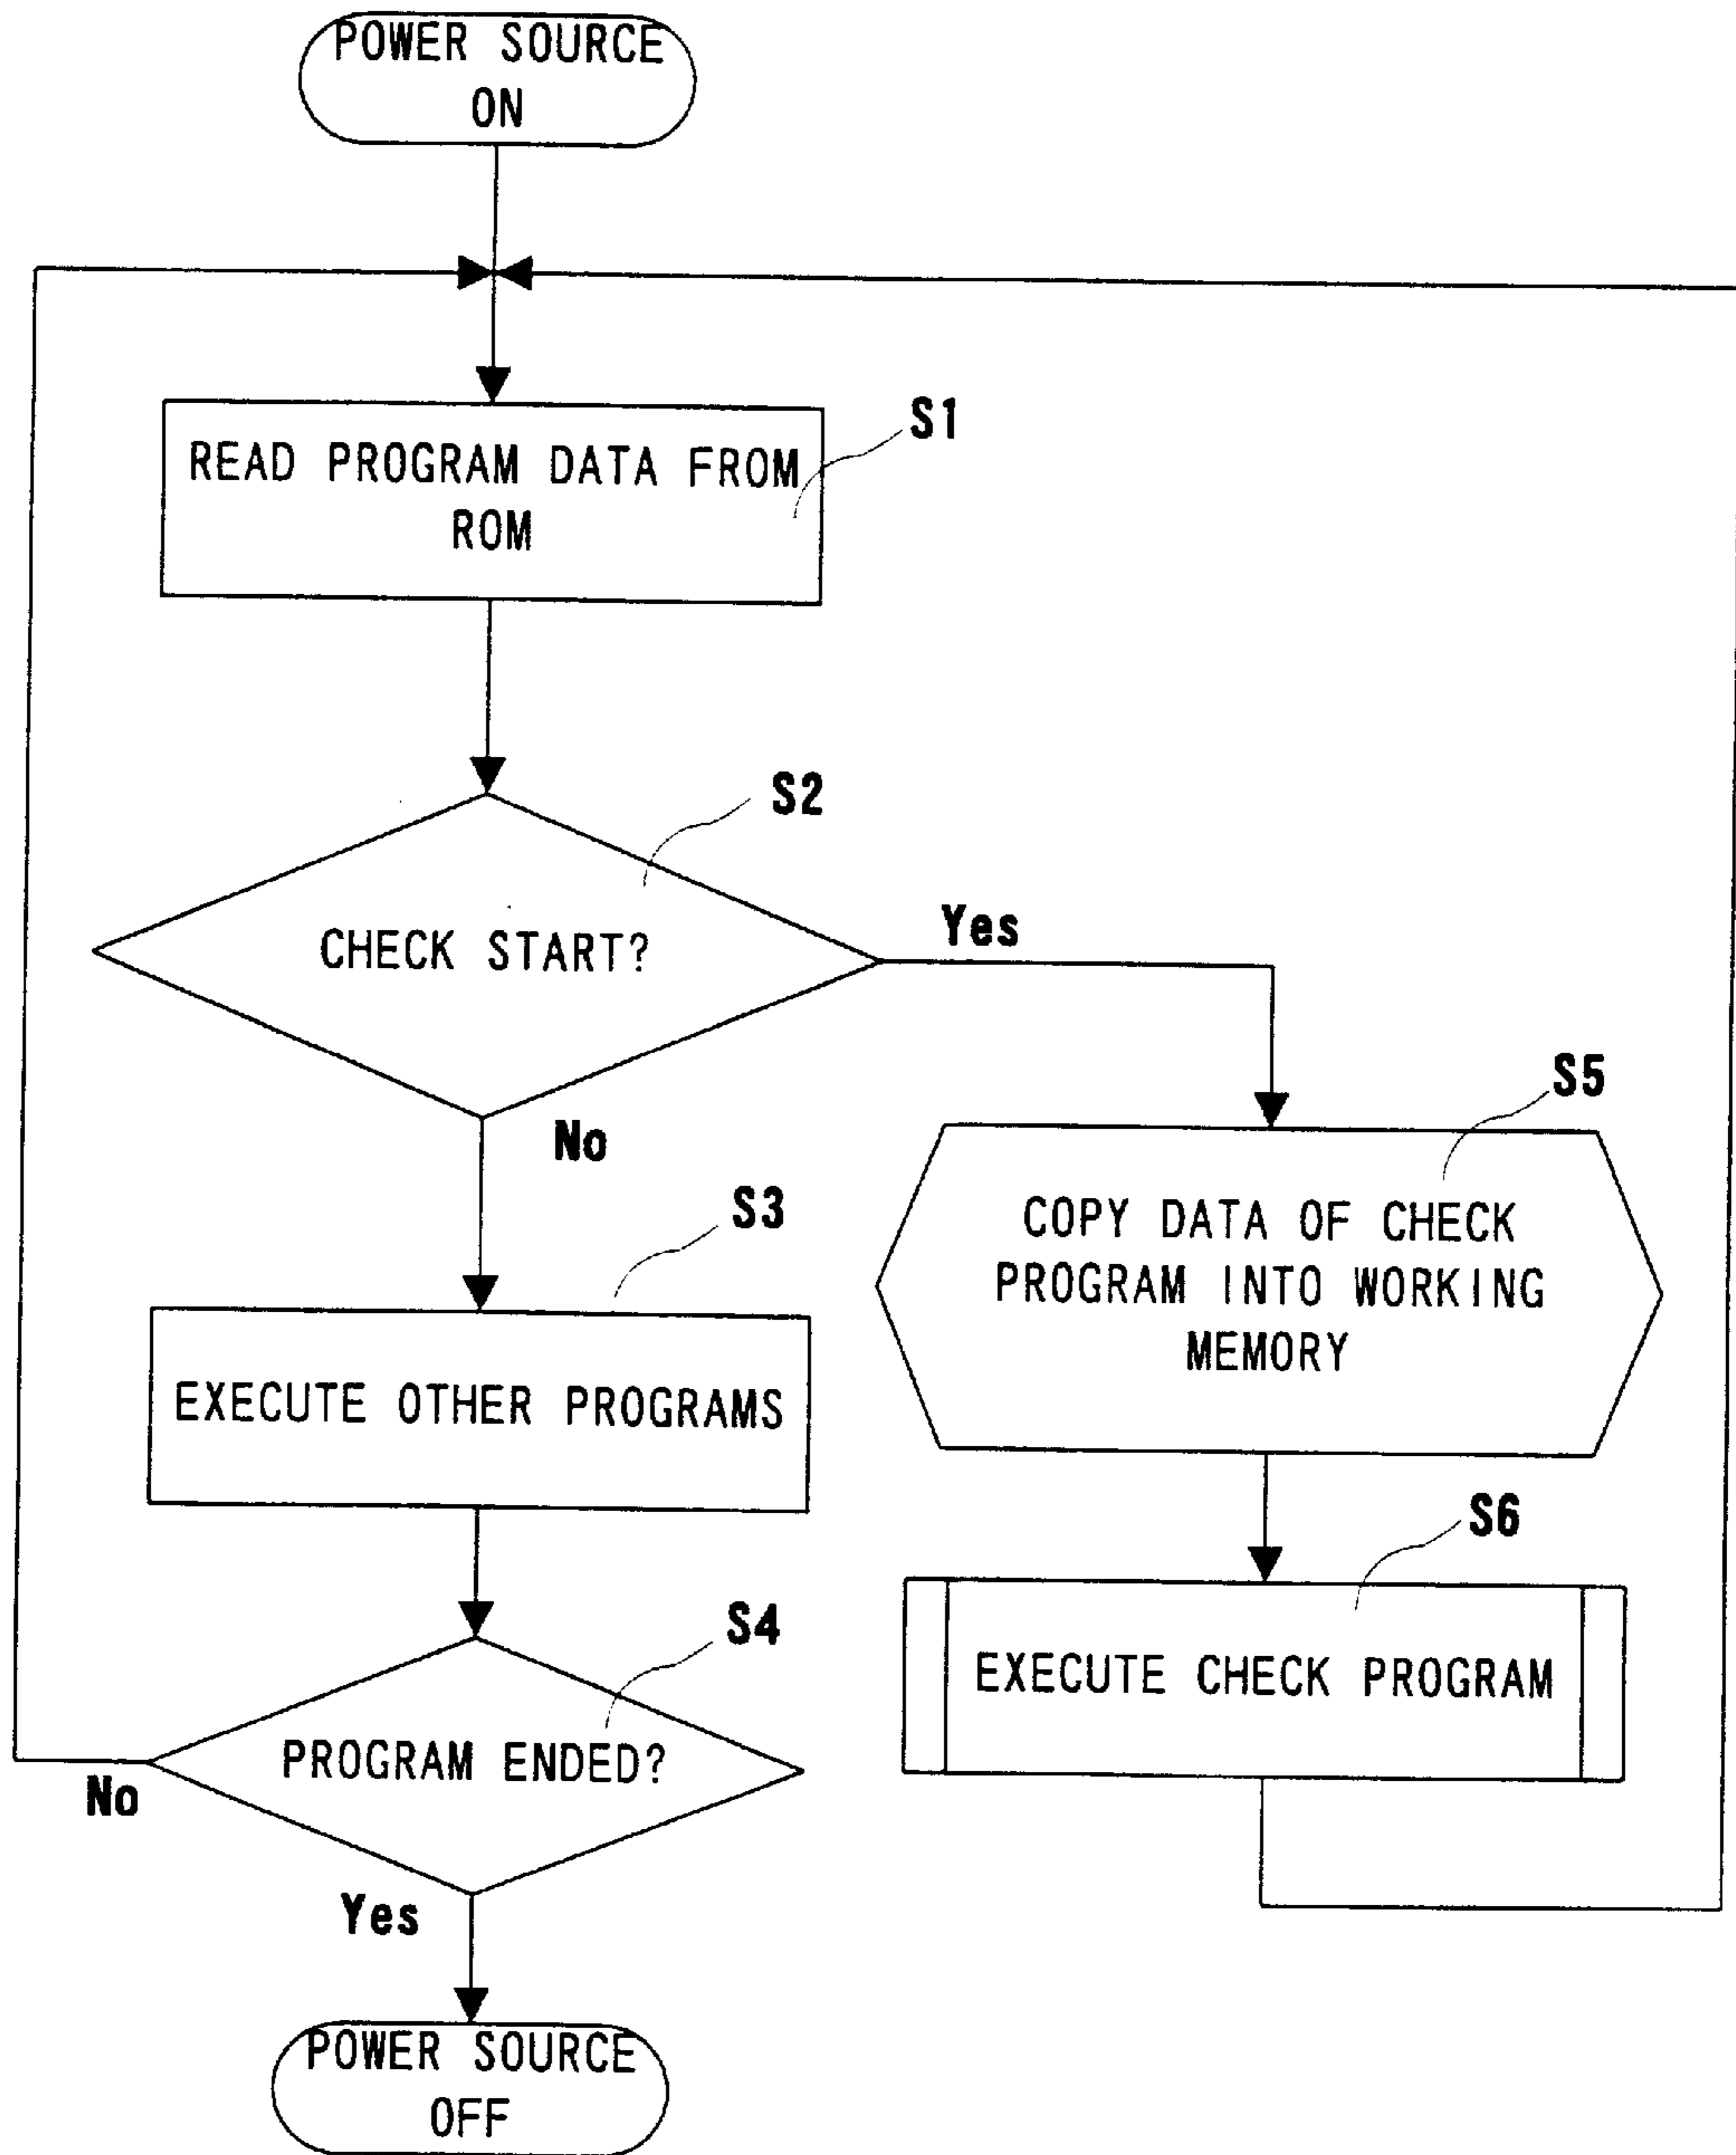 POWER SOURCE
ON
S1
READ PROGRAM DATA FROM
ROM
S2
CHECK START?
Yes
No
S5
COPY DATA OF CHECK
PROGRAM INTO WORKING
MEMORY
S3
EXECUTE OTHER PROGRAMS
S6
EXECUTE CHECK PROGRAM
S4
PROGRAM ENDED?
No
Yes
POWER SOURCE
OFF